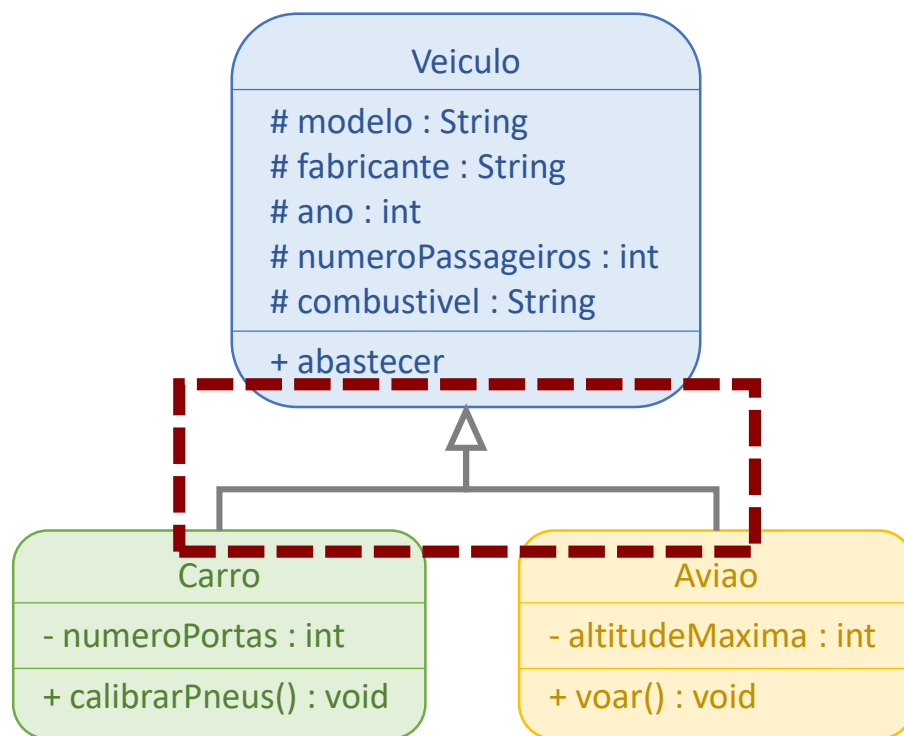 Veiculo
# modelo : String
# fabricante : String
# ano : int
# numeroPassageiros : int
# combustivel : String
+ abastecer
Carro
- numeroPortas : int
+ calibrarPneus() : void
Aviao
- altitudeMaxima : int
+ voar() : void